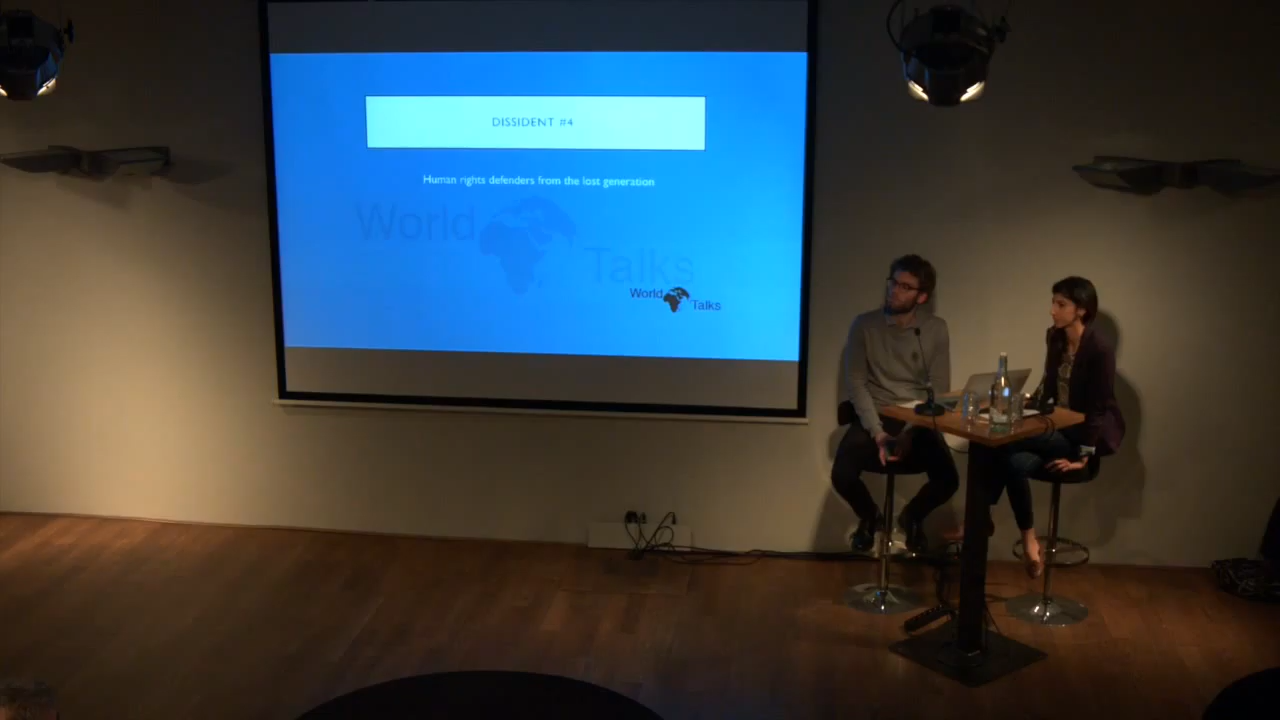 DISSIDENT #4
Human rights defenders from the lost generation
World Talks
World Talks